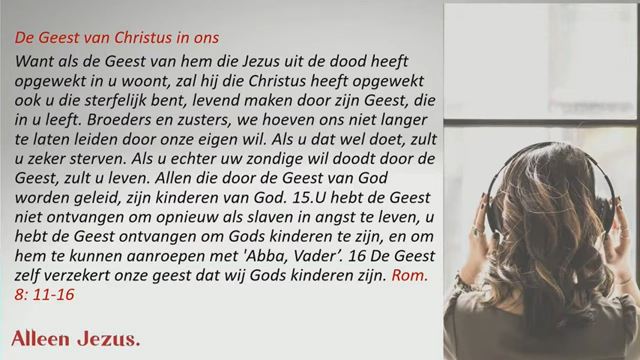 De Geest van Christus in ons
Want als de Geest van hem die Jezus uit de dood heeft
opgewekt in u woont, zal hij die Christus heeft opgewekt
ook u die sterfelijk bent, levend maken door zijn Geest, die
in u leeft. Broeders en zusters, we hoeven ons niet langer
te laten leiden door onze eigen wil. Als u dat wel doet, zult
u zeker sterven. Als u echter uw zondige wil doodt door de
Geest, zult u leven. Allen die door de Geest van God
worden geleid, zijn kinderen van God. 15.U hebt de Geest
niet ontvangen om opnieuw als slaven in angst te leven, u
hebt de Geest ontvangen om Gods kinderen te zijn, en om
hem te kunnen aanroepen met 'Abba, Vader’. 16 De Geest
zelf verzekert onze geest dat wij Gods kinderen zijn. Rom.
8: 11-16
Alleen Jezus.